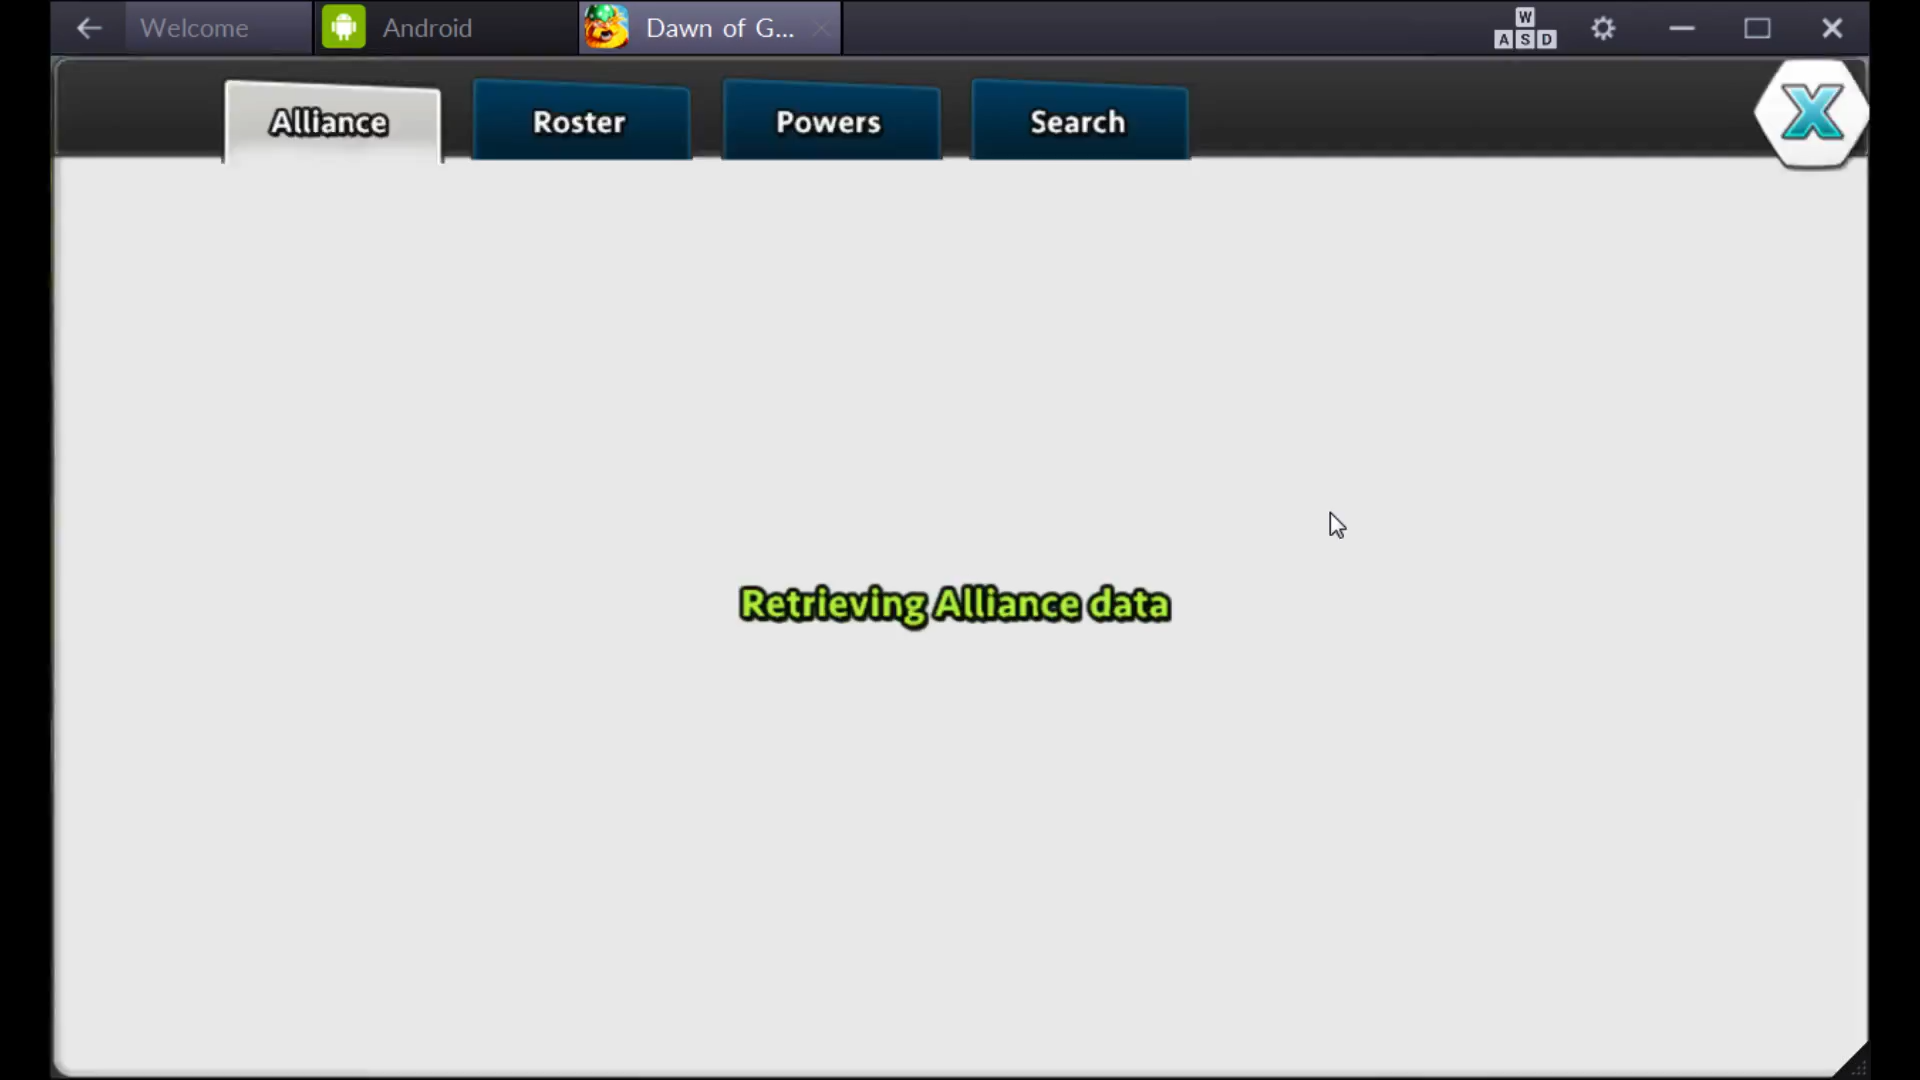 Welcome
Android
Dawn of G...
W
A S D
Alliance
Roster
Powers
Search
X
Retrieving Alliance data